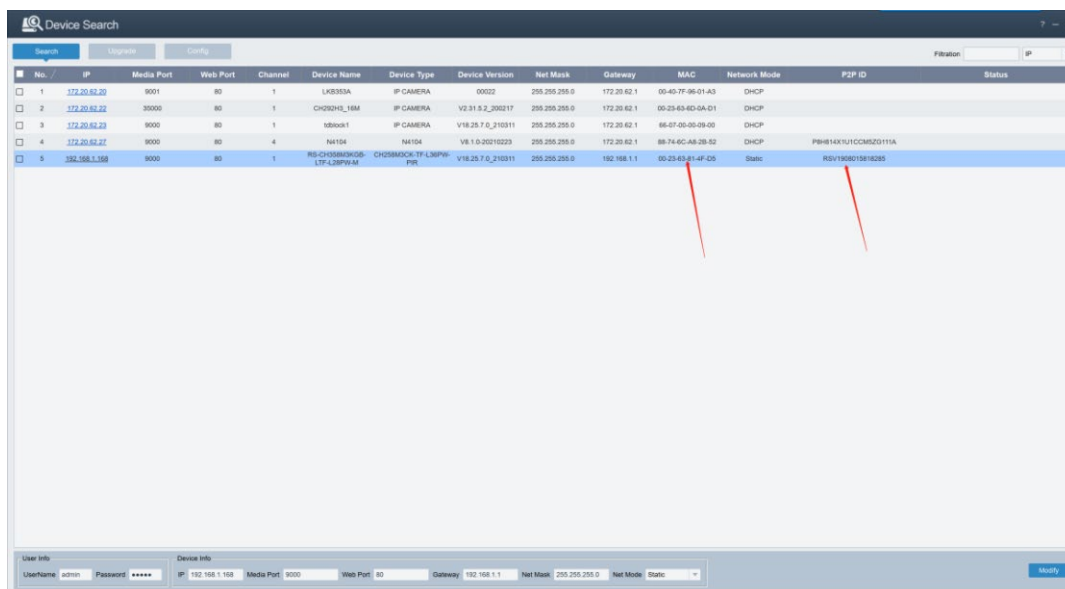 Device Search
? –
Search Upgrade Config
Filtration IP
No. / IP Media Port Web Port Channel Device Name Device Type Device Version Net Mask Gateway MAC Network Mode P2P ID Status
1 172.20.62.20 9001 80 1 LKB353A IP CAMERA 00022 255.255.255.0 172.20.62.1 00-40-7F-96-01-A3 DHCP
2 172.20.62.22 35000 80 1 CH292H3_16M IP CAMERA V2.31.5.2_200217 255.255.255.0 172.20.62.1 00-23-63-6D-0A-D1 DHCP
3 172.20.62.23 9000 80 1 tdblock1 IP CAMERA V18.25.7.0_210311 255.255.255.0 172.20.62.1 66-07-00-00-09-00 DHCP
4 172.20.62.27 9000 80 4 N4104 N4104 V8.1.0-20210223 255.255.255.0 172.20.62.1 88-74-6C-A8-2B-52 DHCP
5 192.168.1.168 9000 80 1 RS-CH358M3KGB-LTF-L28PW-M CH258M3CK-TF-L36PW-PIR V18.25.7.0_210311 255.255.255.0 192.168.1.1 00-23-63-81-4F-D5 Static RSV1908015818285
User Info Device Info
UserName admin Password ●●●●● IP 192.168.1.168 Media Port 9000 Web Port 80 Gateway 192.168.1.1 Net Mask 255.255.255.0 Net Mode Static Modify